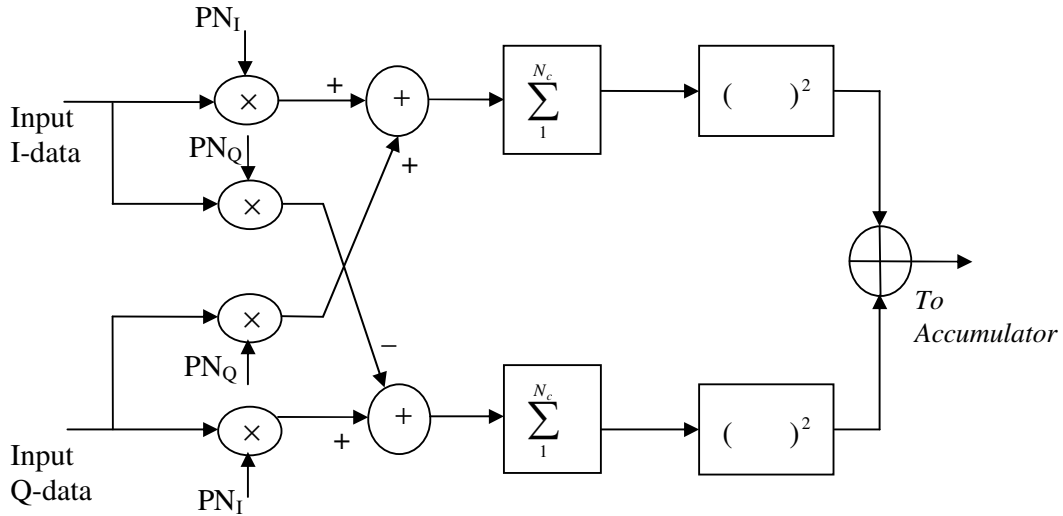 PN_I
×
+
+
N_c
∑
1
( )²
Input
I-data
PN_Q
+
×
To
Accumulator
×
PN_Q
−
N_c
∑
1
( )²
×
+
+
Input
Q-data
PN_I